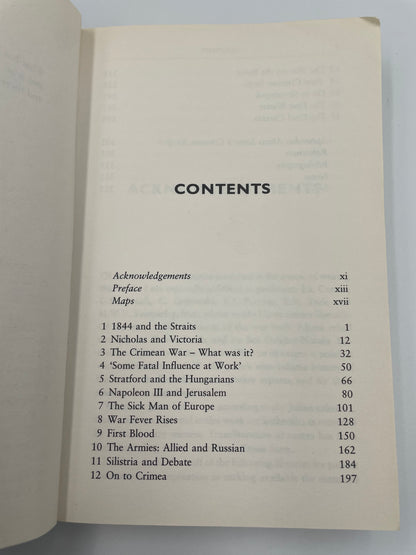 CONTENTS
Acknowledgements xi
Preface xiii
Maps xvii
1 1844 and the Straits 1
2 Nicholas and Victoria 12
3 The Crimean War – What was it? 32
4 'Some Fatal Influence at Work' 50
5 Stratford and the Hungarians 66
6 Napoleon III and Jerusalem 80
7 The Sick Man of Europe 101
8 War Fever Rises 128
9 First Blood 150
10 The Armies: Allied and Russian 162
11 Silistria and Debate 184
12 On to Crimea 197